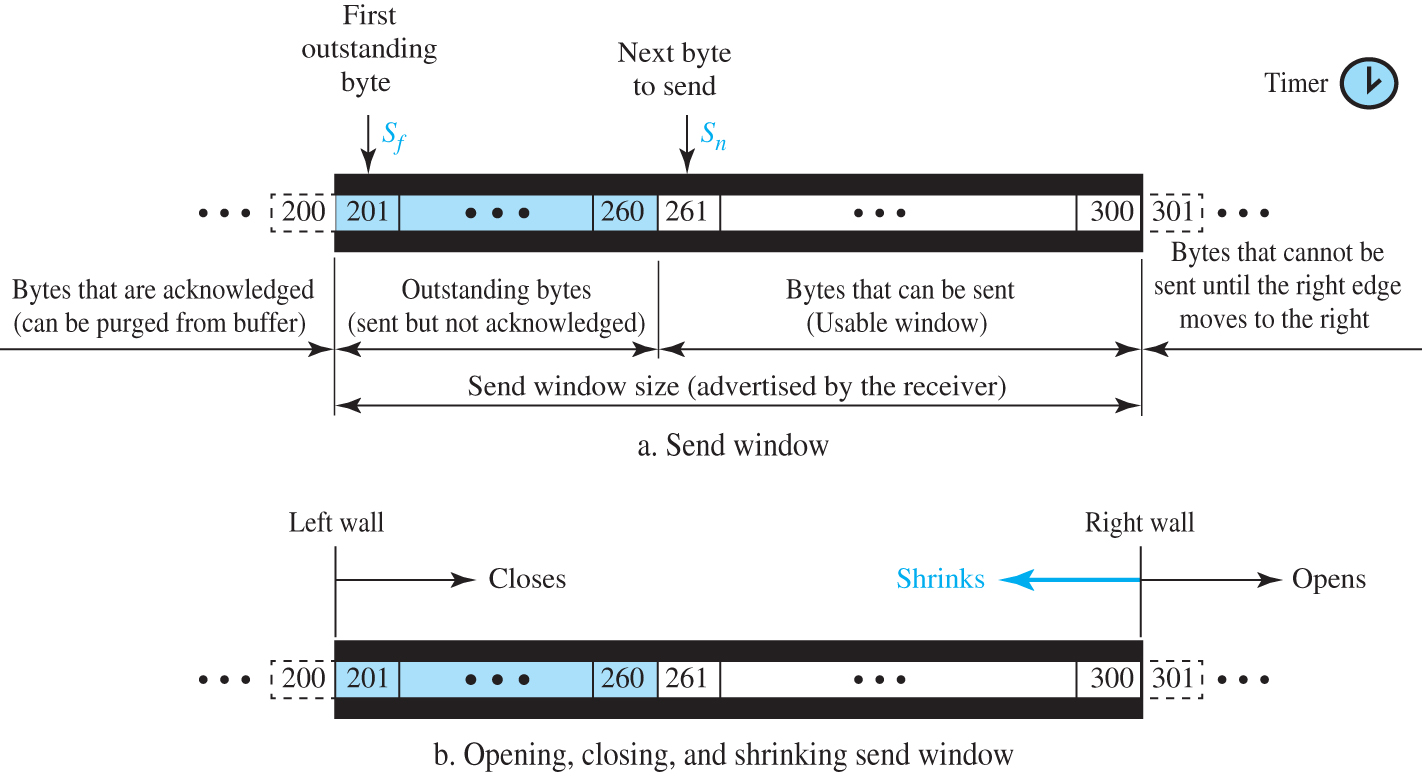 First
outstanding
byte
Next byte
to send
Timer
Sf
Sn
••• 200 201 ••• 260 261 ••• 300 301 •••
Bytes that are acknowledged
(can be purged from buffer)
Outstanding bytes
(sent but not acknowledged)
Bytes that can be sent
(Usable window)
Bytes that cannot be
sent until the right edge
moves to the right
Send window size (advertised by the receiver)
a. Send window
Left wall
Right wall
Closes
Shrinks
Opens
••• 200 201 ••• 260 261 ••• 300 301 •••
b. Opening, closing, and shrinking send window